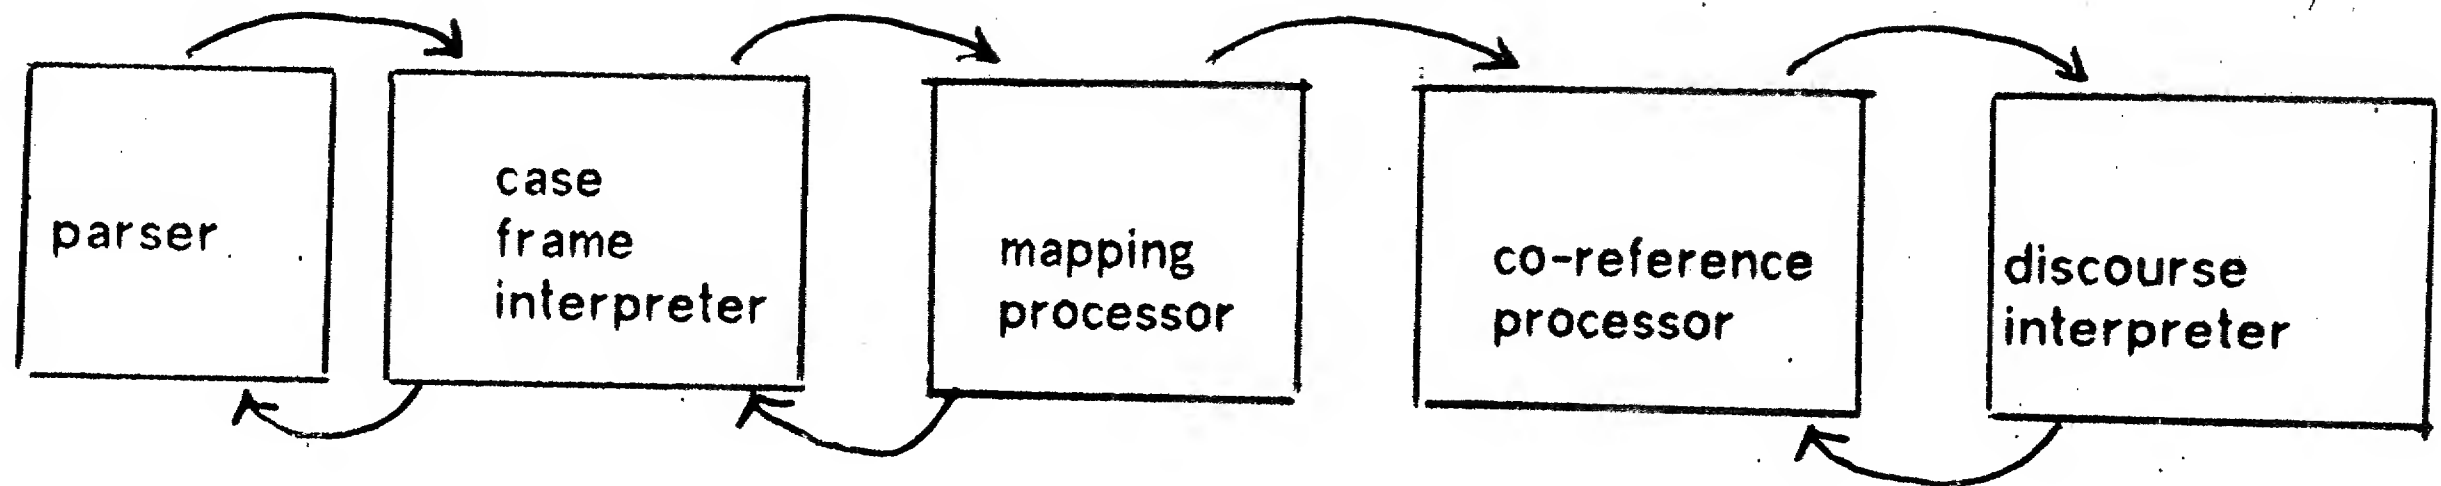 parser
case
frame
interpreter
mapping
processor
co-reference
processor
discourse
interpreter